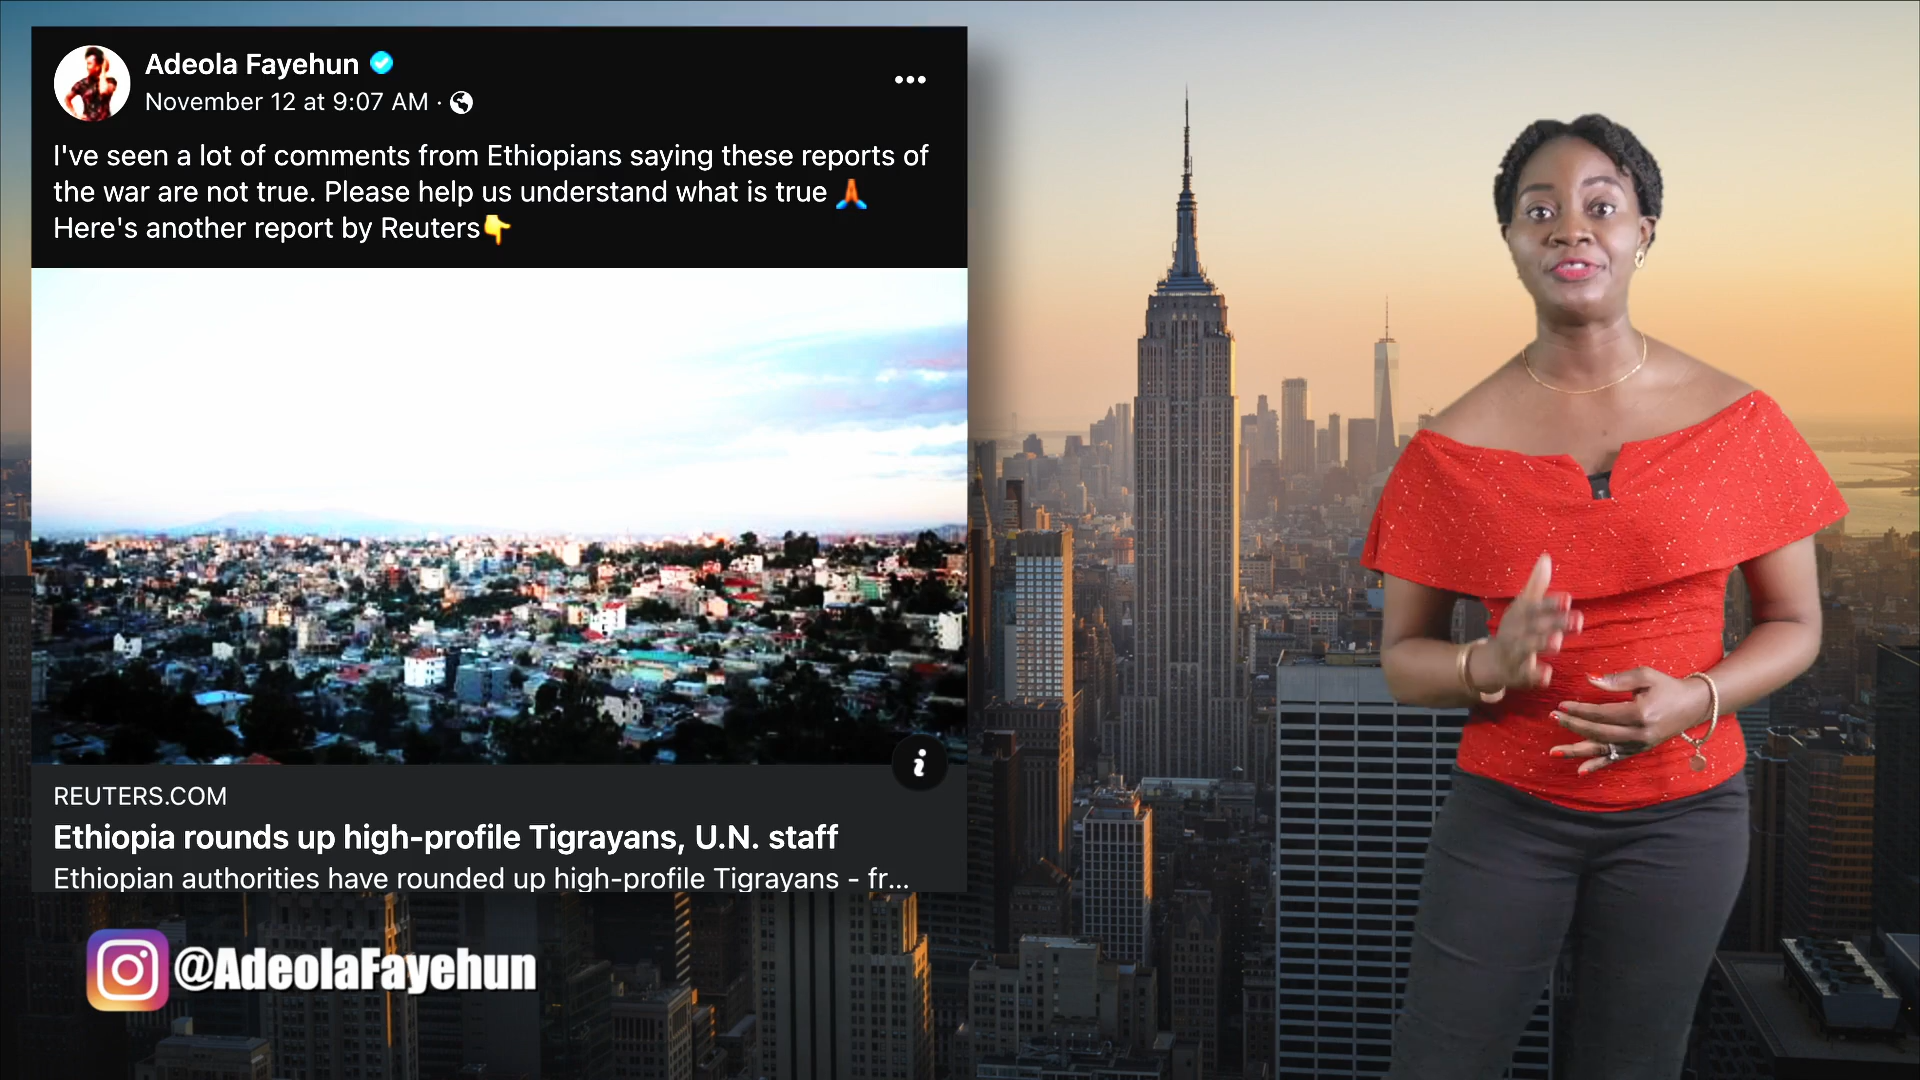 Adeola Fayehun
November 12 at 9:07 AM ·
I've seen a lot of comments from Ethiopians saying these reports of
the war are not true. Please help us understand what is true 🙏
Here's another report by Reuters👇
REUTERS.COM
Ethiopia rounds up high-profile Tigrayans, U.N. staff
Ethiopian authorities have rounded up high-profile Tigrayans - fr...
@AdeolaFayehun